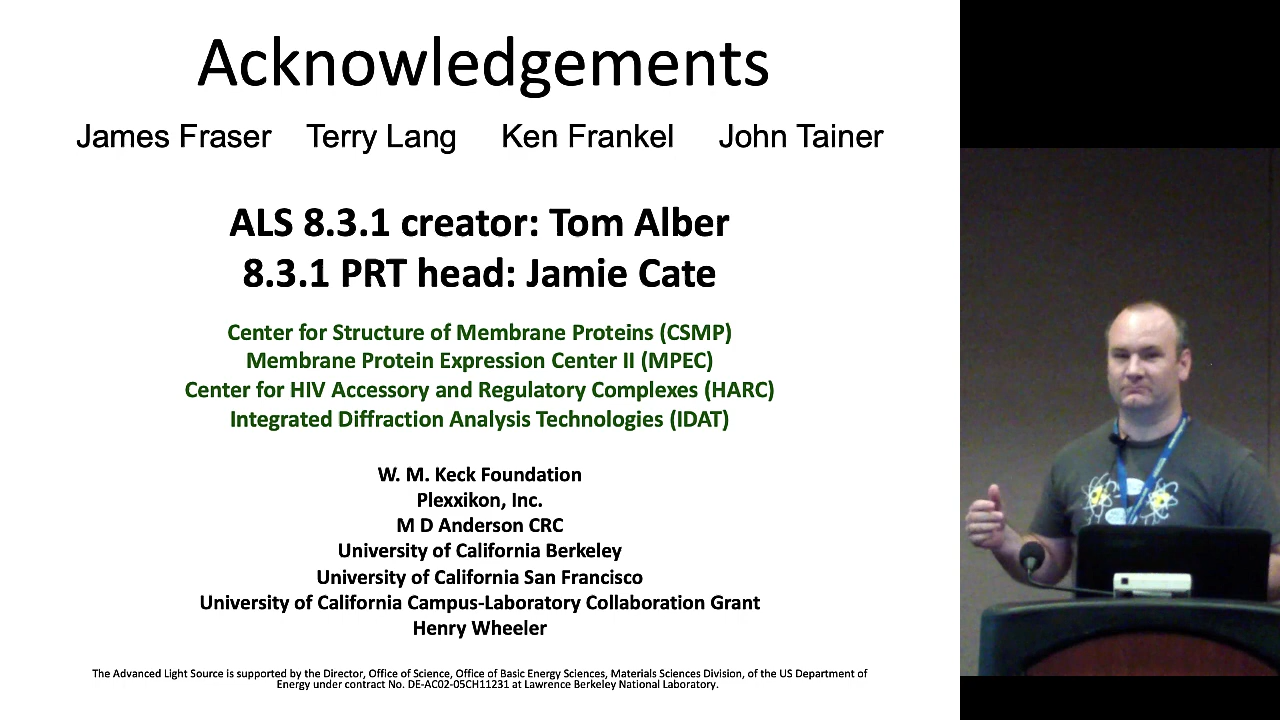 Acknowledgements
James Fraser Terry Lang Ken Frankel John Tainer
ALS 8.3.1 creator: Tom Alber
8.3.1 PRT head: Jamie Cate
Center for Structure of Membrane Proteins (CSMP)
Membrane Protein Expression Center II (MPEC)
Center for HIV Accessory and Regulatory Complexes (HARC)
Integrated Diffraction Analysis Technologies (IDAT)
W. M. Keck Foundation
Plexxikon, Inc.
M D Anderson CRC
University of California Berkeley
University of California San Francisco
University of California Campus-Laboratory Collaboration Grant
Henry Wheeler
The Advanced Light Source is supported by the Director, Office of Science, Office of Basic Energy Sciences, Materials Sciences Division, of the US Department of
Energy under contract No. DE-AC02-05CH11231 at Lawrence Berkeley National Laboratory.